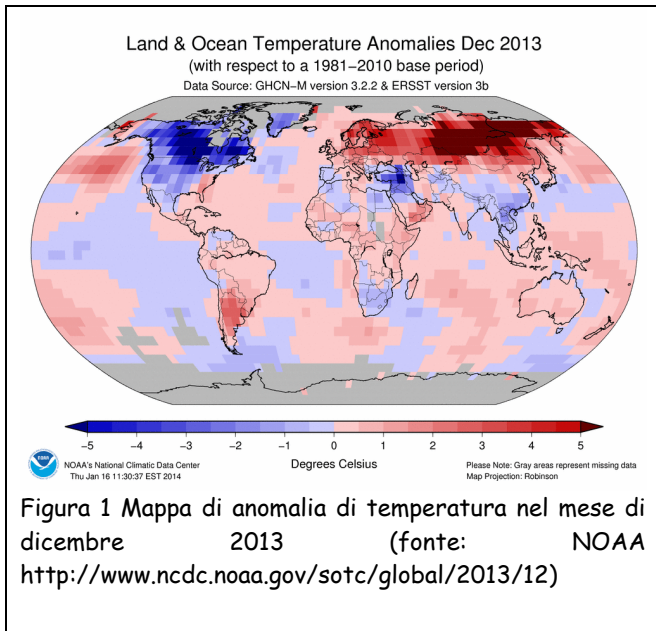 Land & Ocean Temperature Anomalies Dec 2013
(with respect to a 1981–2010 base period)
Data Source: GHCN–M version 3.2.2 & ERSST version 3b
−5 −4 −3 −2 −1 0 1 2 3 4 5
NOAA
NOAA's National Climatic Data Center
Thu Jan 16 11:30:37 EST 2014
Degrees Celsius
Please Note: Gray areas represent missing data
Map Projection: Robinson
Figura 1 Mappa di anomalia di temperatura nel mese di
dicembre 2013 (fonte: NOAA
http://www.ncdc.noaa.gov/sotc/global/2013/12)